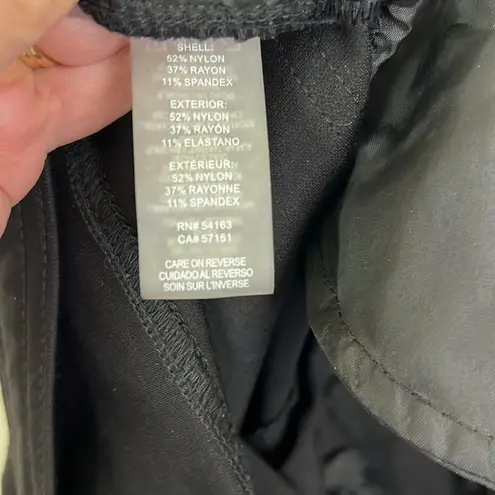 SHELL:
52% NYLON
37% RAYON
11% SPANDEX
EXTERIOR:
52% NYLON
37% RAYÓN
11% ELASTANO
EXTÉRIEUR:
52% NYLON
37% RAYONNE
11% SPANDEX
RN# 54163
CA# 57151
CARE ON REVERSE
CUIDADO AL REVERSO
SOIN SUR L'INVERSE